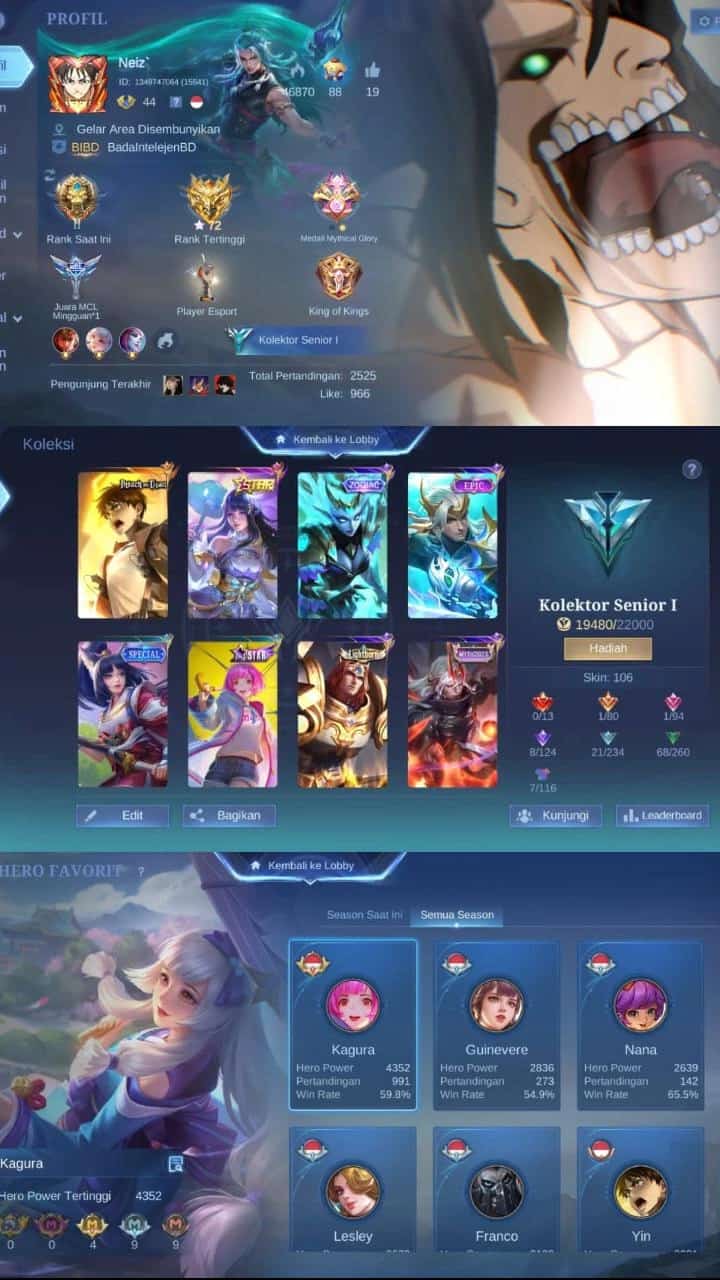 PROFIL
Neiz`
ID: 1349747064 (15541)
44
46870 88 19
Gelar Area Disembunyikan
BIBD BadaIntelejenBD
II
72
Rank Saat Ini
Rank Tertinggi
Medali Mythical Glory
Juara MCL
Mingguan*1
Player Esport
King of Kings
Kolektor Senior I
Pengunjung Terakhir
Total Pertandingan: 2525
Like: 966
Koleksi
Kembali ke Lobby
?
Attack on Titan
STAR
ZODIAC
EPIC
SPECIAL
STAR
Lightborn
Kolektor Senior I
19480/22000
Hadiah
Skin: 106
0/13
1/80
1/94
8/124
21/234
68/260
7/116
Edit
Bagikan
Kunjungi
Leaderboard
HERO FAVORIT ?
Kembali ke Lobby
Season Saat ini
Semua Season
Kagura
Hero Power 4352
Pertandingan 991
Win Rate 59.8%
Guinevere
Hero Power 2836
Pertandingan 273
Win Rate 54.9%
Nana
Hero Power 2639
Pertandingan 142
Win Rate 65.5%
Kagura
Hero Power Tertinggi 4352
0 0 4 9 9
Lesley
Franco
Yin